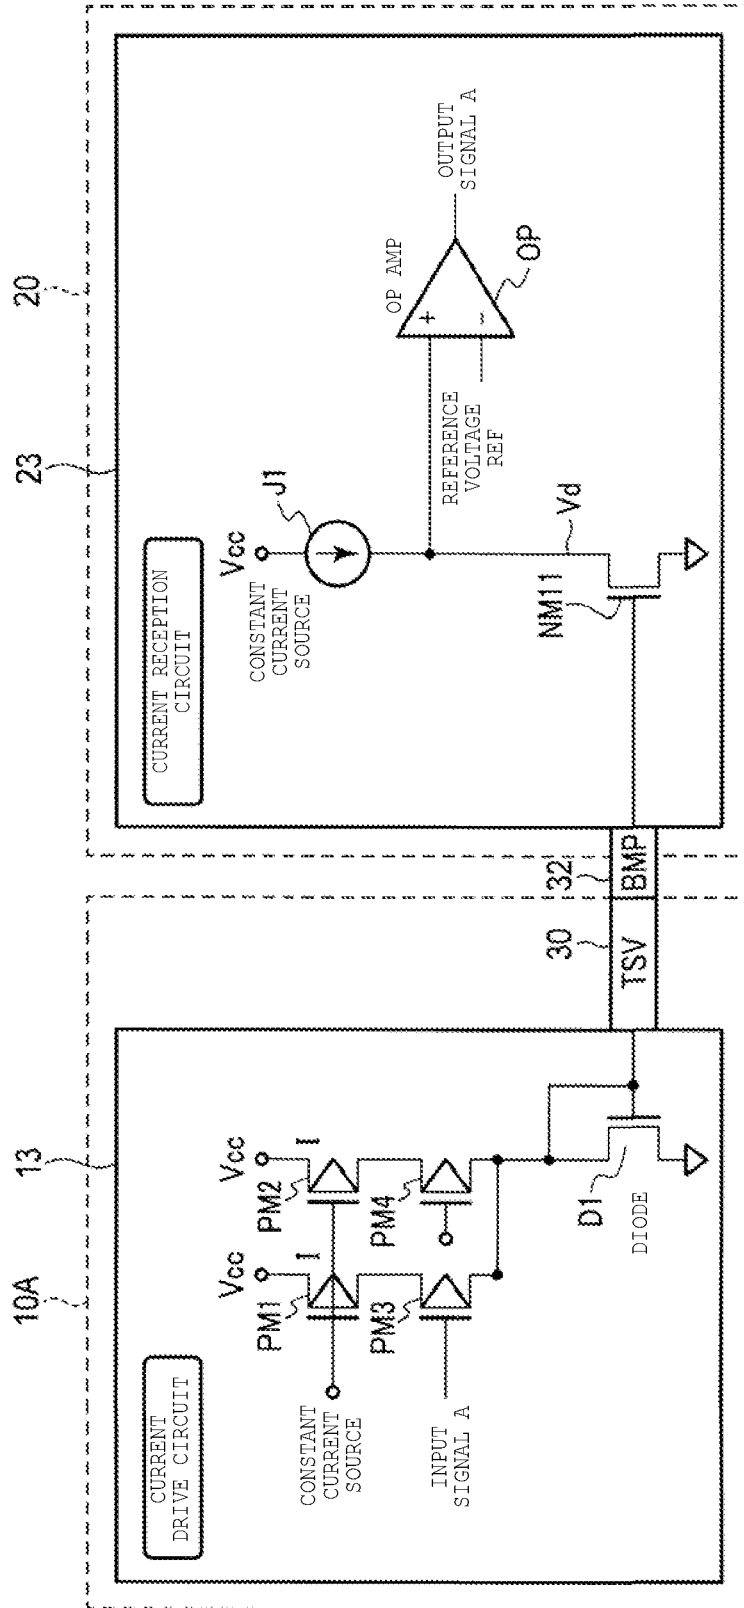 10A
13
CURRENT
DRIVE CIRCUIT
Vcc
Vcc
PM1
I
PM2
I
CONSTANT
CURRENT
SOURCE
PM3
PM4
INPUT
SIGNAL A
D1
DIODE
30
TSV
32
BMP
20
23
CURRENT RECEPTION
CIRCUIT
Vcc
J1
CONSTANT
CURRENT
SOURCE
OP AMP
+
−
OUTPUT
SIGNAL A
OP
REFERENCE
VOLTAGE
REF
Vd
NM11